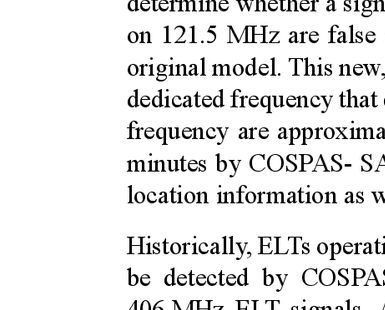 determine whether a sign
on 121.5 MHz are false
original model. This new,
dedicated frequency that
frequency are approxima
minutes by COSPAS- SA
location information as w
Historically, ELTs operati
be detected by COSPAS
406 MHz ELT signals.